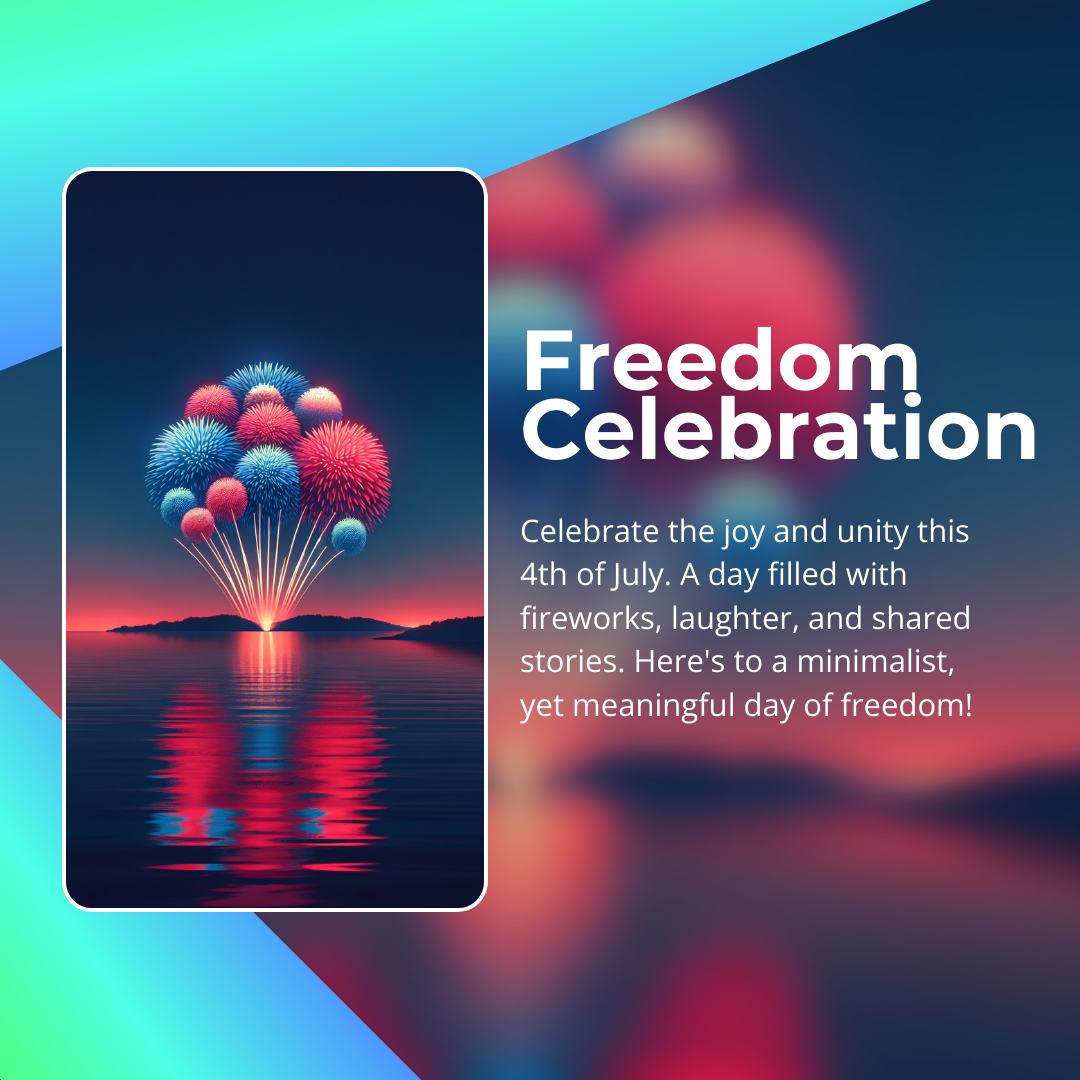 Freedom
Celebration
Celebrate the joy and unity this
4th of July. A day filled with
fireworks, laughter, and shared
stories. Here's to a minimalist,
yet meaningful day of freedom!